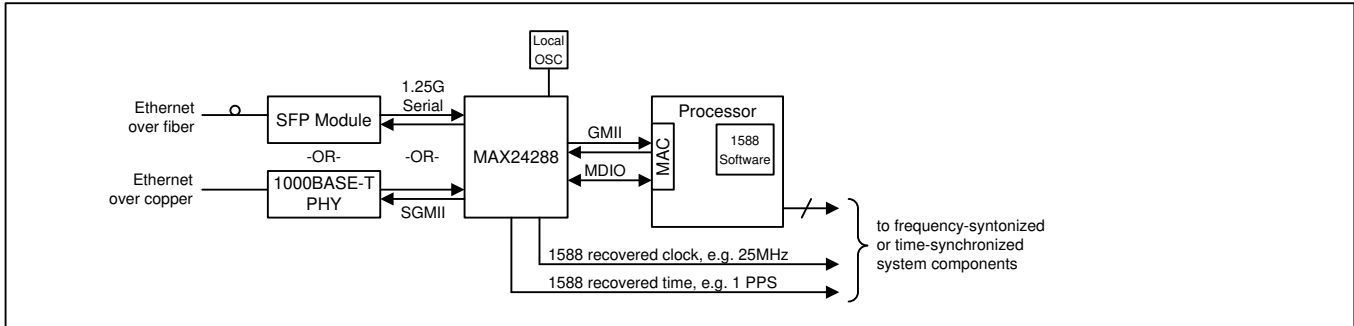 Local
OSC
1.25G
Serial
Ethernet
over fiber
SFP Module
-OR-
-OR-
Ethernet
over copper
1000BASE-T
PHY
SGMII
MAX24288
GMII
MDIO
MAC
Processor
1588
Software
1588 recovered clock, e.g. 25MHz
1588 recovered time, e.g. 1 PPS
to frequency-syntonized
or time-synchronized
system components